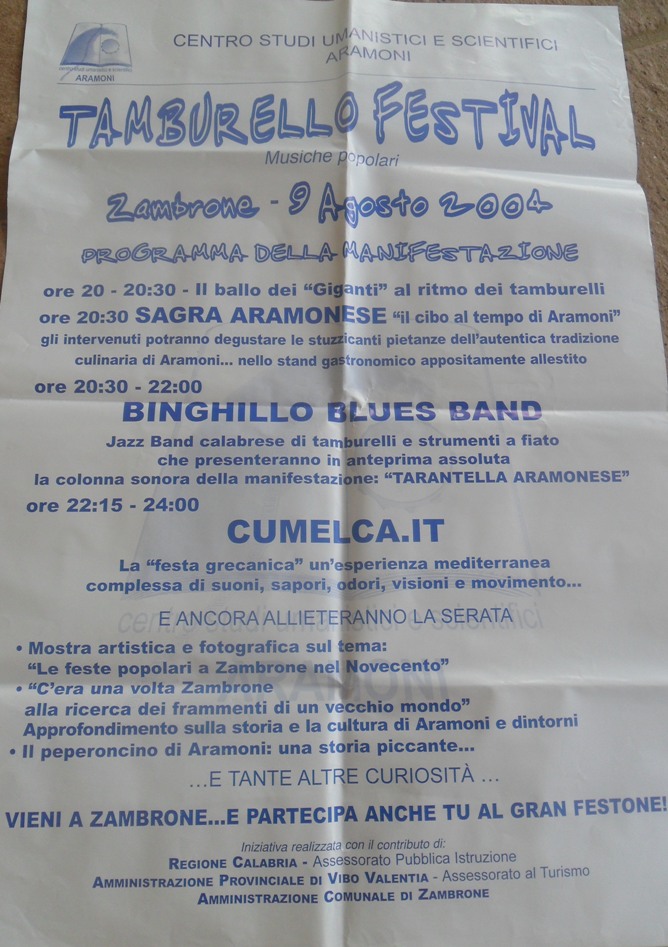 CENTRO STUDI UMANISTICI E SCIENTIFICI
ARAMONI
centro studi umanistici e scientifici
ARAMONI
TAMBURELLO FESTIVAL
Musiche popolari
Zambrone - 9 Agosto 2004
PROGRAMMA DELLA MANIFESTAZIONE
ore 20 - 20:30 - Il ballo dei “Giganti” al ritmo dei tamburelli
ore 20:30 SAGRA ARAMONESE “il cibo al tempo di Aramoni”
gli intervenuti potranno degustare le stuzzicanti pietanze dell'autentica tradizione
culinaria di Aramoni... nello stand gastronomico appositamente allestito
ore 20:30 - 22:00
BINGHILLO BLUES BAND
Jazz Band calabrese di tamburelli e strumenti a fiato
che presenteranno in anteprima assoluta
la colonna sonora della manifestazione: “TARANTELLA ARAMONESE”
ore 22:15 - 24:00
CUMELCA.IT
La “festa grecanica” un'esperienza mediterranea
complessa di suoni, sapori, odori, visioni e movimento...
E ANCORA ALLIETERANNO LA SERATA
centro studi umanistici e scientifici
• Mostra artistica e fotografica sul tema:
“Le feste popolari a Zambrone nel Novecento”
• “C'era una volta Zambrone
alla ricerca dei frammenti di un vecchio mondo”
ARAMONI
Approfondimento sulla storia e la cultura di Aramoni e dintorni
• Il peperoncino di Aramoni: una storia piccante...
...E TANTE ALTRE CURIOSITÀ ...
VIENI A ZAMBRONE...E PARTECIPA ANCHE TU AL GRAN FESTONE!
Iniziativa realizzata con il contributo di:
REGIONE CALABRIA - Assessorato Pubblica Istruzione
AMMINISTRAZIONE PROVINCIALE DI VIBO VALENTIA - Assessorato al Turismo
AMMINISTRAZIONE COMUNALE DI ZAMBRONE